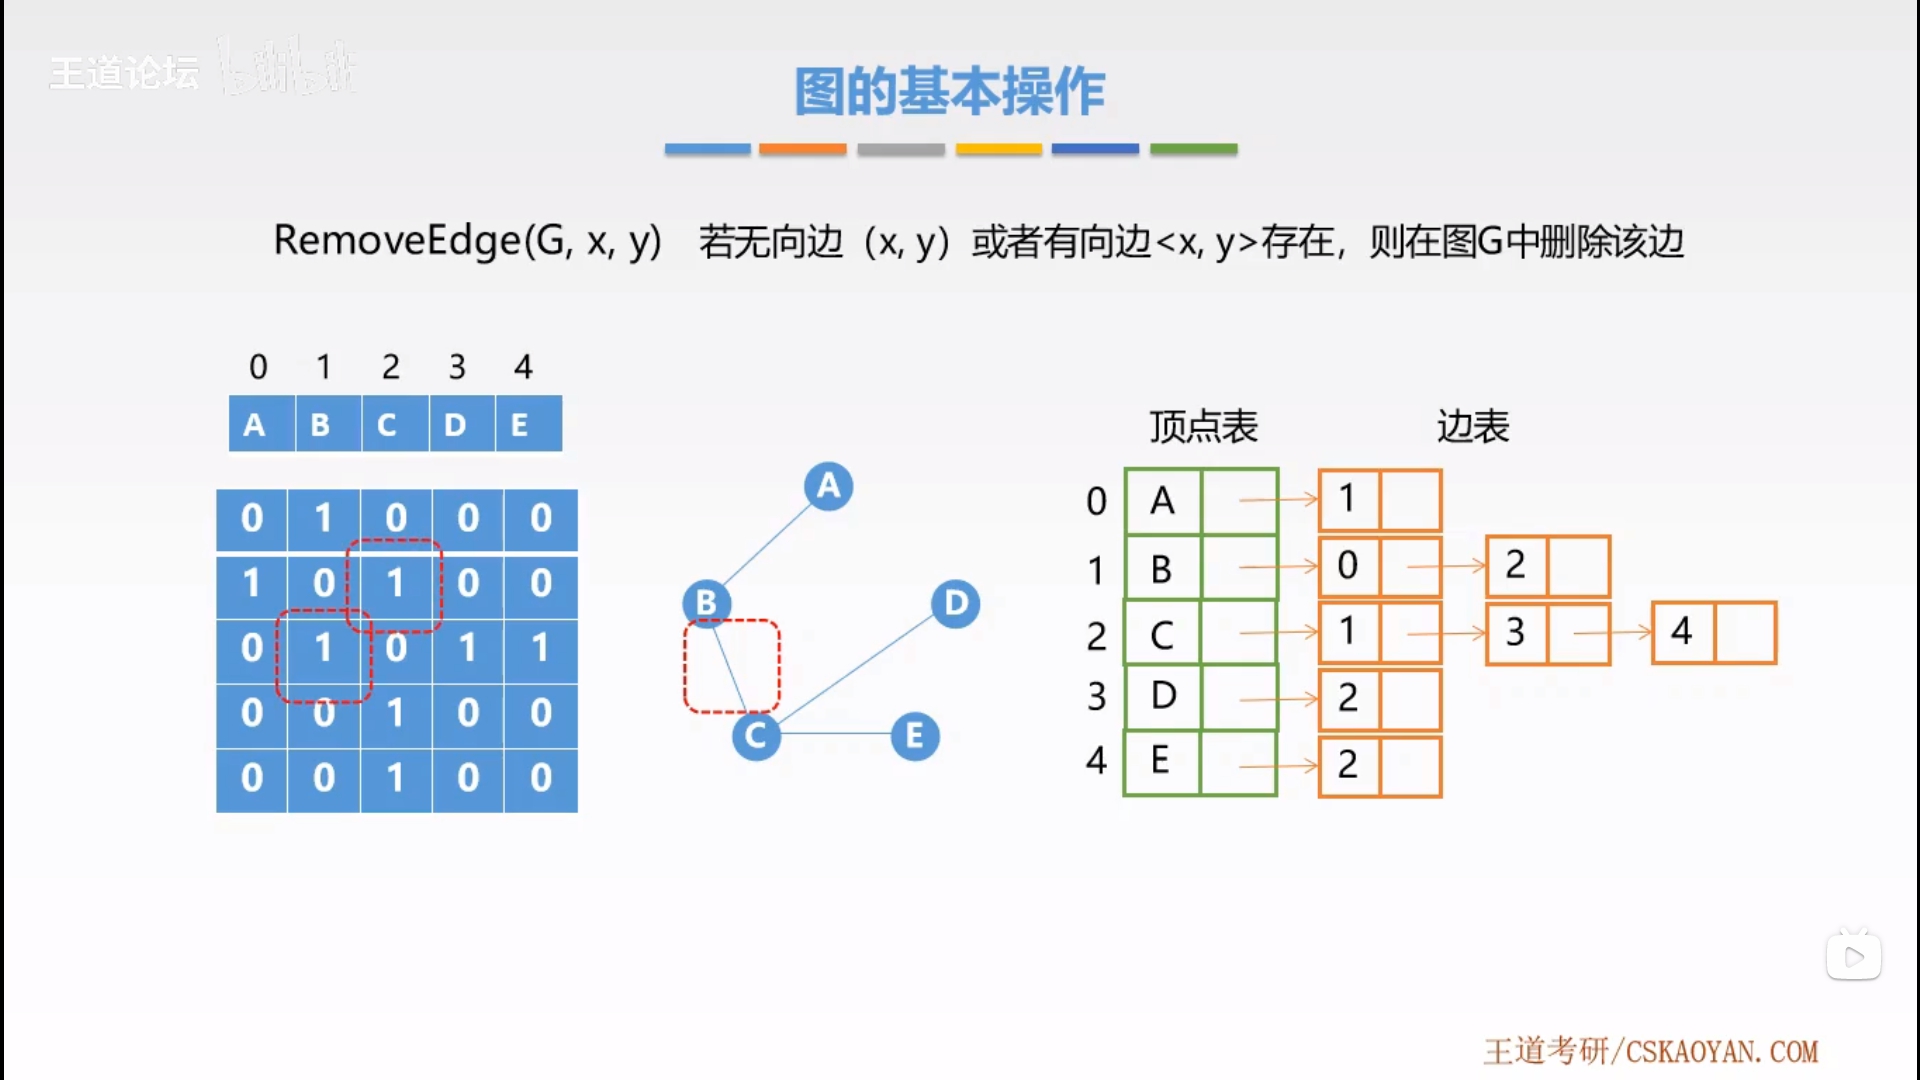 王道论坛 bilibili
图的基本操作
RemoveEdge(G, x, y) 若无向边（x, y）或者有向边<x, y>存在，则在图G中删除该边
0 1 2 3 4
A B C D E
0 1 0 0 0
1 0 1 0 0
0 1 0 1 1
0 0 1 0 0
0 0 1 0 0
A
B
D
C
E
顶点表 边表
0 A 1
1 B 0 2
2 C 1 3 4
3 D 2
4 E 2
王道考研/CSKAOYAN.COM